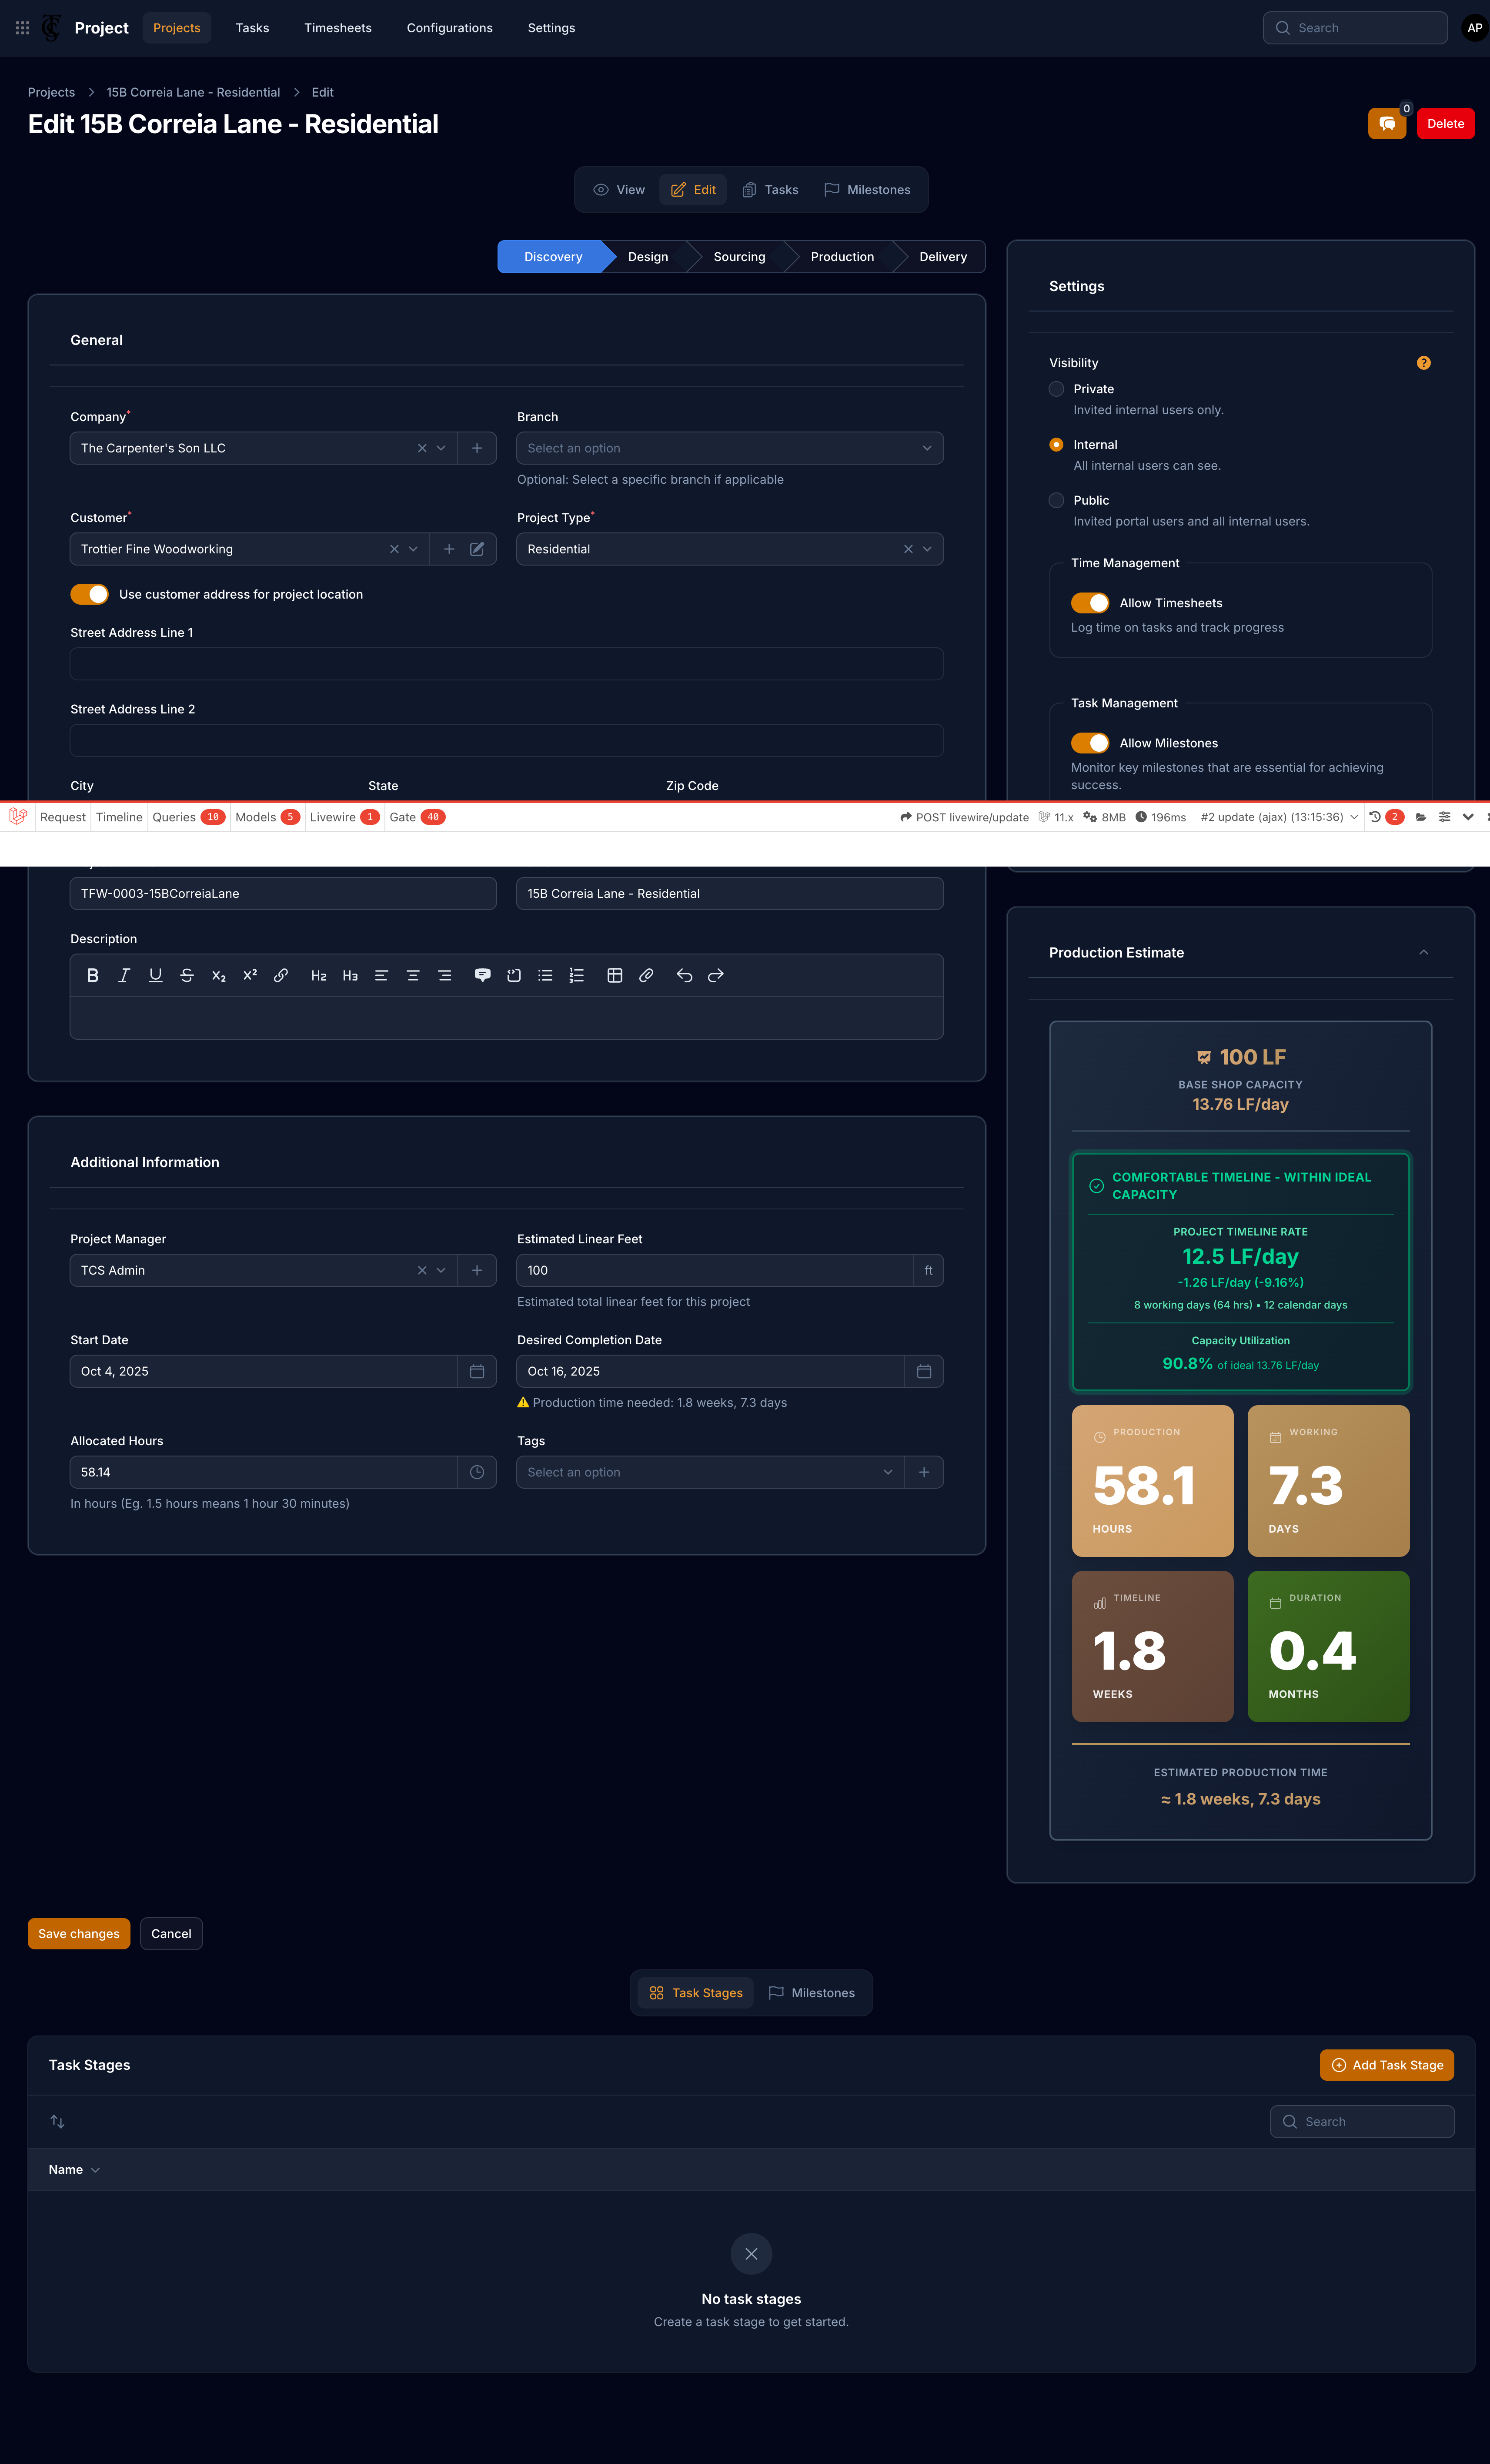 Project
Projects
Tasks
Timesheets
Configurations
Settings
Search
AP
Projects
15B Correia Lane - Residential
Edit
Edit 15B Correia Lane - Residential
0
Delete
View
Edit
Tasks
Milestones
Discovery
Design
Sourcing
Production
Delivery
General
Company*
The Carpenter's Son LLC
Branch
Select an option
Optional: Select a specific branch if applicable
Customer*
Trottier Fine Woodworking
Project Type*
Residential
Use customer address for project location
Street Address Line 1
Street Address Line 2
City
State
Zip Code
Settings
Visibility
?
Private
Invited internal users only.
Internal
All internal users can see.
Public
Invited portal users and all internal users.
Time Management
Allow Timesheets
Log time on tasks and track progress
Task Management
Allow Milestones
Monitor key milestones that are essential for achieving
success.
Request
Timeline
Queries 10
Models 5
Livewire 1
Gate 40
POST livewire/update
11.x
8MB
196ms
#2 update (ajax) (13:15:36)
2
TFW-0003-15BCorreiaLane
15B Correia Lane - Residential
Description
B I U S X₂ X² H2 H3
Additional Information
Project Manager
TCS Admin
Estimated Linear Feet
100
ft
Estimated total linear feet for this project
Start Date
Oct 4, 2025
Desired Completion Date
Oct 16, 2025
⚠️ Production time needed: 1.8 weeks, 7.3 days
Allocated Hours
58.14
In hours (Eg. 1.5 hours means 1 hour 30 minutes)
Tags
Select an option
Production Estimate
100 LF
BASE SHOP CAPACITY
13.76 LF/day
COMFORTABLE TIMELINE - WITHIN IDEAL
CAPACITY
PROJECT TIMELINE RATE
12.5 LF/day
-1.26 LF/day (-9.16%)
8 working days (64 hrs) • 12 calendar days
Capacity Utilization
90.8% of ideal 13.76 LF/day
PRODUCTION
58.1
HOURS
WORKING
7.3
DAYS
TIMELINE
1.8
WEEKS
DURATION
0.4
MONTHS
ESTIMATED PRODUCTION TIME
≈ 1.8 weeks, 7.3 days
Save changes
Cancel
Task Stages
Milestones
Task Stages
Add Task Stage
Search
Name
No task stages
Create a task stage to get started.